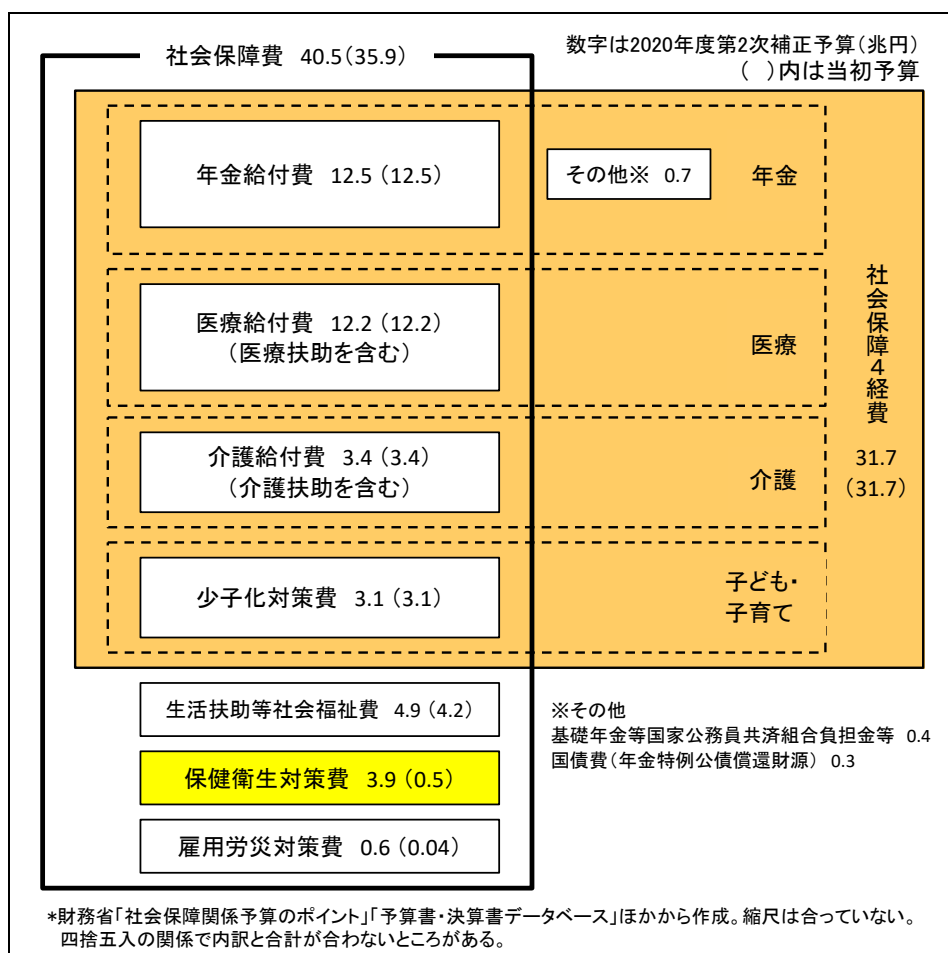 社会保障費 40.5(35.9)
数字は2020年度第2次補正予算(兆円)
( )内は当初予算
年金給付費 12.5 (12.5)
その他※ 0.7
年金
医療給付費 12.2 (12.2)
(医療扶助を含む)
医療
介護給付費 3.4 (3.4)
(介護扶助を含む)
介護
少子化対策費 3.1 (3.1)
子ども・
子育て
社会保障4経費
31.7
(31.7)
生活扶助等社会福祉費 4.9 (4.2)
保健衛生対策費 3.9 (0.5)
雇用労災対策費 0.6 (0.04)
※その他
基礎年金等国家公務員共済組合負担金等 0.4
国債費(年金特例公債償還財源) 0.3
*財務省「社会保障関係予算のポイント」「予算書・決算書データベース」ほかから作成。縮尺は合っていない。
四捨五入の関係で内訳と合計が合わないところがある。